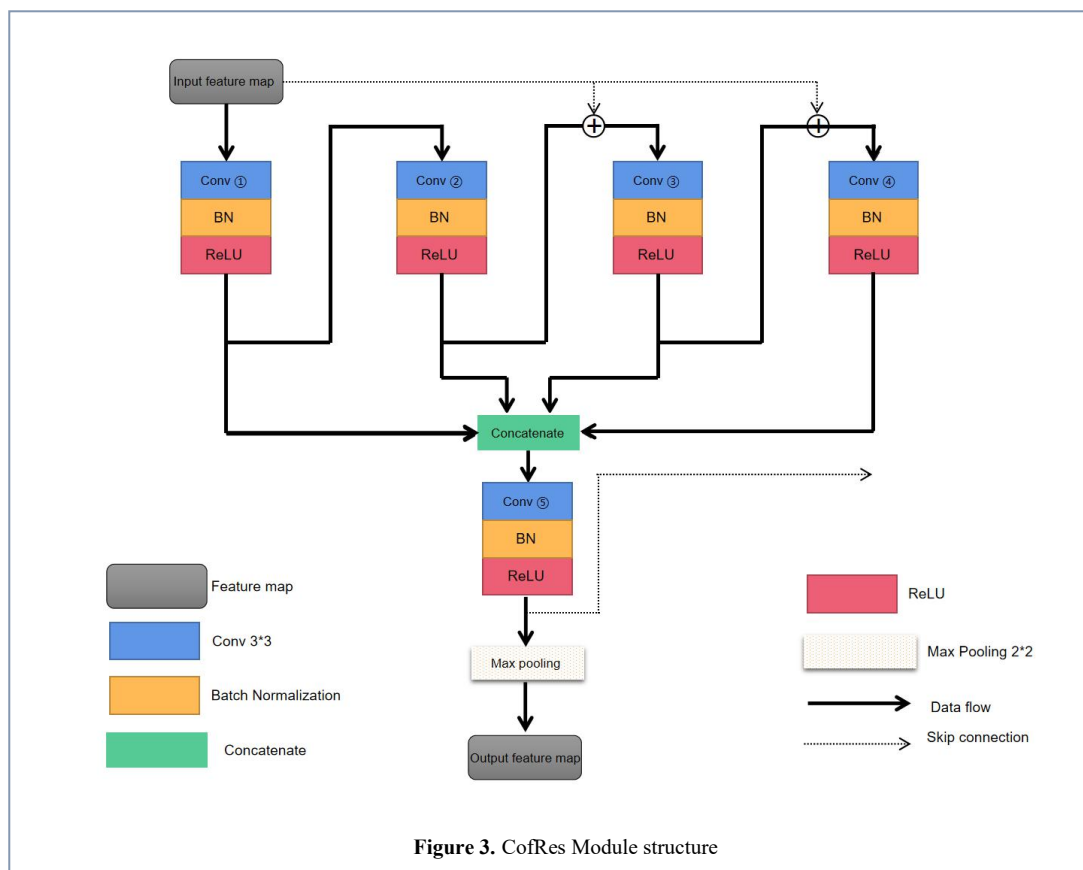 Input feature map
Conv ①
BN
ReLU
Conv ②
BN
ReLU
Conv ③
BN
ReLU
Conv ④
BN
ReLU
Concatenate
Conv ⑤
BN
ReLU
Max pooling
Output feature map
Feature map
Conv 3*3
Batch Normalization
Concatenate
ReLU
Max Pooling 2*2
Data flow
Skip connection
Figure 3. CofRes Module structure